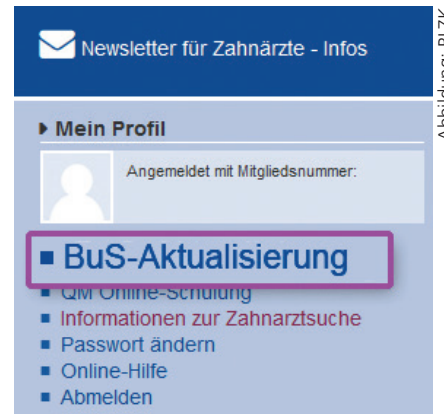 Newsletter für Zahnärzte - Infos
Mein Profil
Angemeldet mit Mitgliedsnummer:
BuS-Aktualisierung
QM Online-Schulung
Informationen zur Zahnarztsuche
Passwort ändern
Online-Hilfe
Abmelden
Abbildung: BLZK